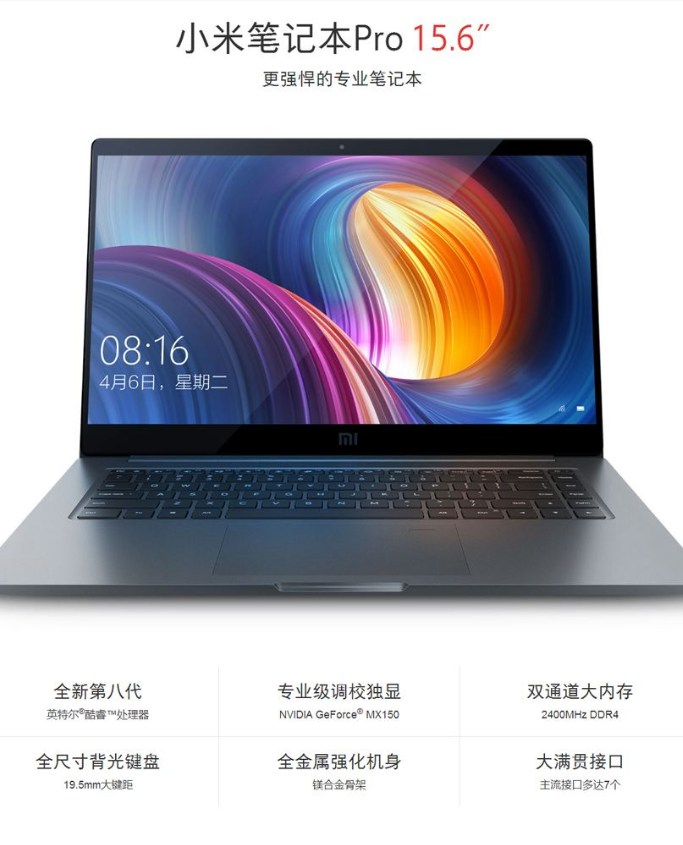 小米笔记本Pro 15.6″
更强悍的专业笔记本
08:16
4月6日，星期二
mi
全新第八代
英特尔®酷睿™处理器
专业级调校独显
NVIDIA GeForce® MX150
双通道大内存
2400MHz DDR4
全尺寸背光键盘
19.5mm大键距
全金属强化机身
镁合金骨架
大满贯接口
主流接口多达7个